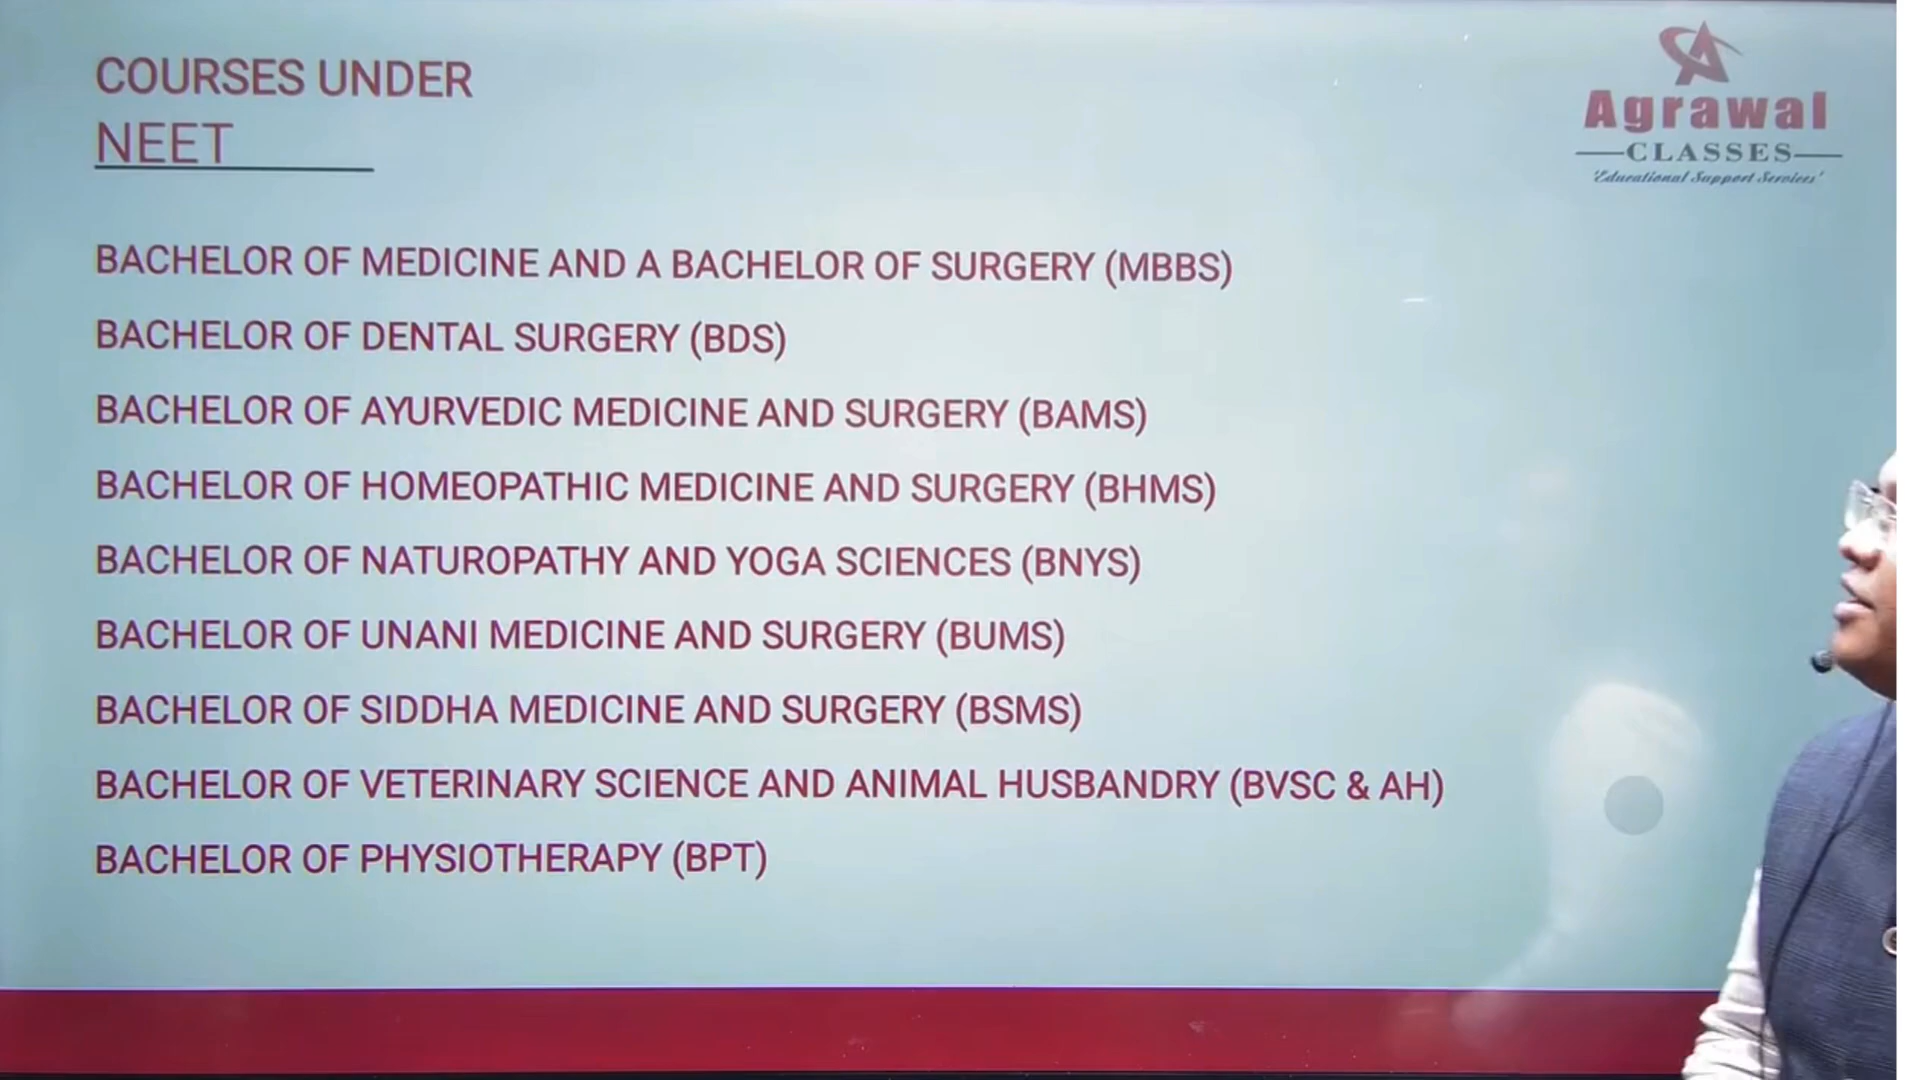 COURSES UNDER
NEET
Agrawal
CLASSES
'Educational Support Services'
BACHELOR OF MEDICINE AND A BACHELOR OF SURGERY (MBBS)
BACHELOR OF DENTAL SURGERY (BDS)
BACHELOR OF AYURVEDIC MEDICINE AND SURGERY (BAMS)
BACHELOR OF HOMEOPATHIC MEDICINE AND SURGERY (BHMS)
BACHELOR OF NATUROPATHY AND YOGA SCIENCES (BNYS)
BACHELOR OF UNANI MEDICINE AND SURGERY (BUMS)
BACHELOR OF SIDDHA MEDICINE AND SURGERY (BSMS)
BACHELOR OF VETERINARY SCIENCE AND ANIMAL HUSBANDRY (BVSC & AH)
BACHELOR OF PHYSIOTHERAPY (BPT)